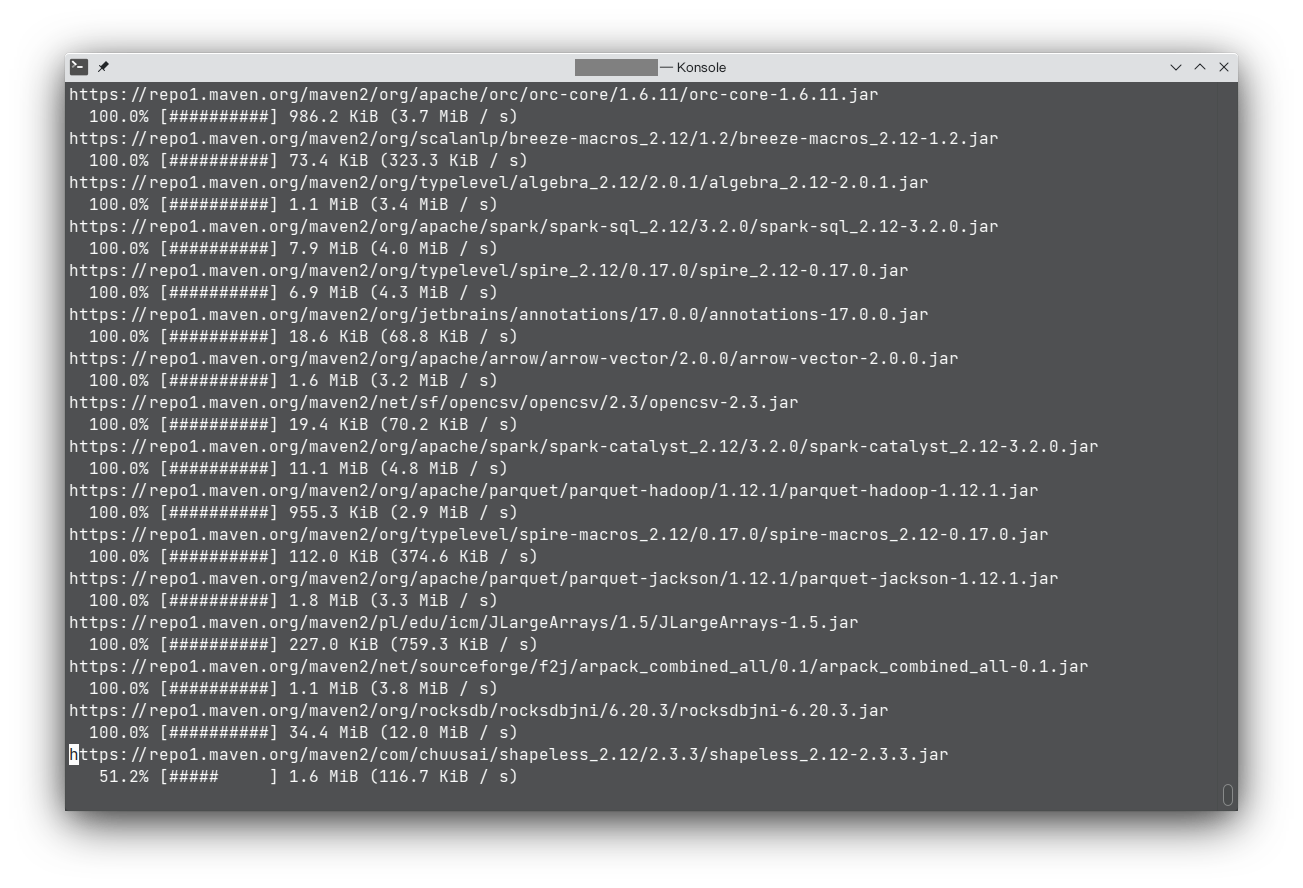 — Konsole
https://repo1.maven.org/maven2/org/apache/orc/orc-core/1.6.11/orc-core-1.6.11.jar
  100.0% [##########] 986.2 KiB (3.7 MiB / s)
https://repo1.maven.org/maven2/org/scalanlp/breeze-macros_2.12/1.2/breeze-macros_2.12-1.2.jar
  100.0% [##########] 73.4 KiB (323.3 KiB / s)
https://repo1.maven.org/maven2/org/typelevel/algebra_2.12/2.0.1/algebra_2.12-2.0.1.jar
  100.0% [##########] 1.1 MiB (3.4 MiB / s)
https://repo1.maven.org/maven2/org/apache/spark/spark-sql_2.12/3.2.0/spark-sql_2.12-3.2.0.jar
  100.0% [##########] 7.9 MiB (4.0 MiB / s)
https://repo1.maven.org/maven2/org/typelevel/spire_2.12/0.17.0/spire_2.12-0.17.0.jar
  100.0% [##########] 6.9 MiB (4.3 MiB / s)
https://repo1.maven.org/maven2/org/jetbrains/annotations/17.0.0/annotations-17.0.0.jar
  100.0% [##########] 18.6 KiB (68.8 KiB / s)
https://repo1.maven.org/maven2/org/apache/arrow/arrow-vector/2.0.0/arrow-vector-2.0.0.jar
  100.0% [##########] 1.6 MiB (3.2 MiB / s)
https://repo1.maven.org/maven2/net/sf/opencsv/opencsv/2.3/opencsv-2.3.jar
  100.0% [##########] 19.4 KiB (70.2 KiB / s)
https://repo1.maven.org/maven2/org/apache/spark/spark-catalyst_2.12/3.2.0/spark-catalyst_2.12-3.2.0.jar
  100.0% [##########] 11.1 MiB (4.8 MiB / s)
https://repo1.maven.org/maven2/org/apache/parquet/parquet-hadoop/1.12.1/parquet-hadoop-1.12.1.jar
  100.0% [##########] 955.3 KiB (2.9 MiB / s)
https://repo1.maven.org/maven2/org/typelevel/spire-macros_2.12/0.17.0/spire-macros_2.12-0.17.0.jar
  100.0% [##########] 112.0 KiB (374.6 KiB / s)
https://repo1.maven.org/maven2/org/apache/parquet/parquet-jackson/1.12.1/parquet-jackson-1.12.1.jar
  100.0% [##########] 1.8 MiB (3.3 MiB / s)
https://repo1.maven.org/maven2/pl/edu/icm/JLargeArrays/1.5/JLargeArrays-1.5.jar
  100.0% [##########] 227.0 KiB (759.3 KiB / s)
https://repo1.maven.org/maven2/net/sourceforge/f2j/arpack_combined_all/0.1/arpack_combined_all-0.1.jar
  100.0% [##########] 1.1 MiB (3.8 MiB / s)
https://repo1.maven.org/maven2/org/rocksdb/rocksdbjni/6.20.3/rocksdbjni-6.20.3.jar
  100.0% [##########] 34.4 MiB (12.0 MiB / s)
https://repo1.maven.org/maven2/com/chuusai/shapeless_2.12/2.3.3/shapeless_2.12-2.3.3.jar
   51.2% [#####     ] 1.6 MiB (116.7 KiB / s)